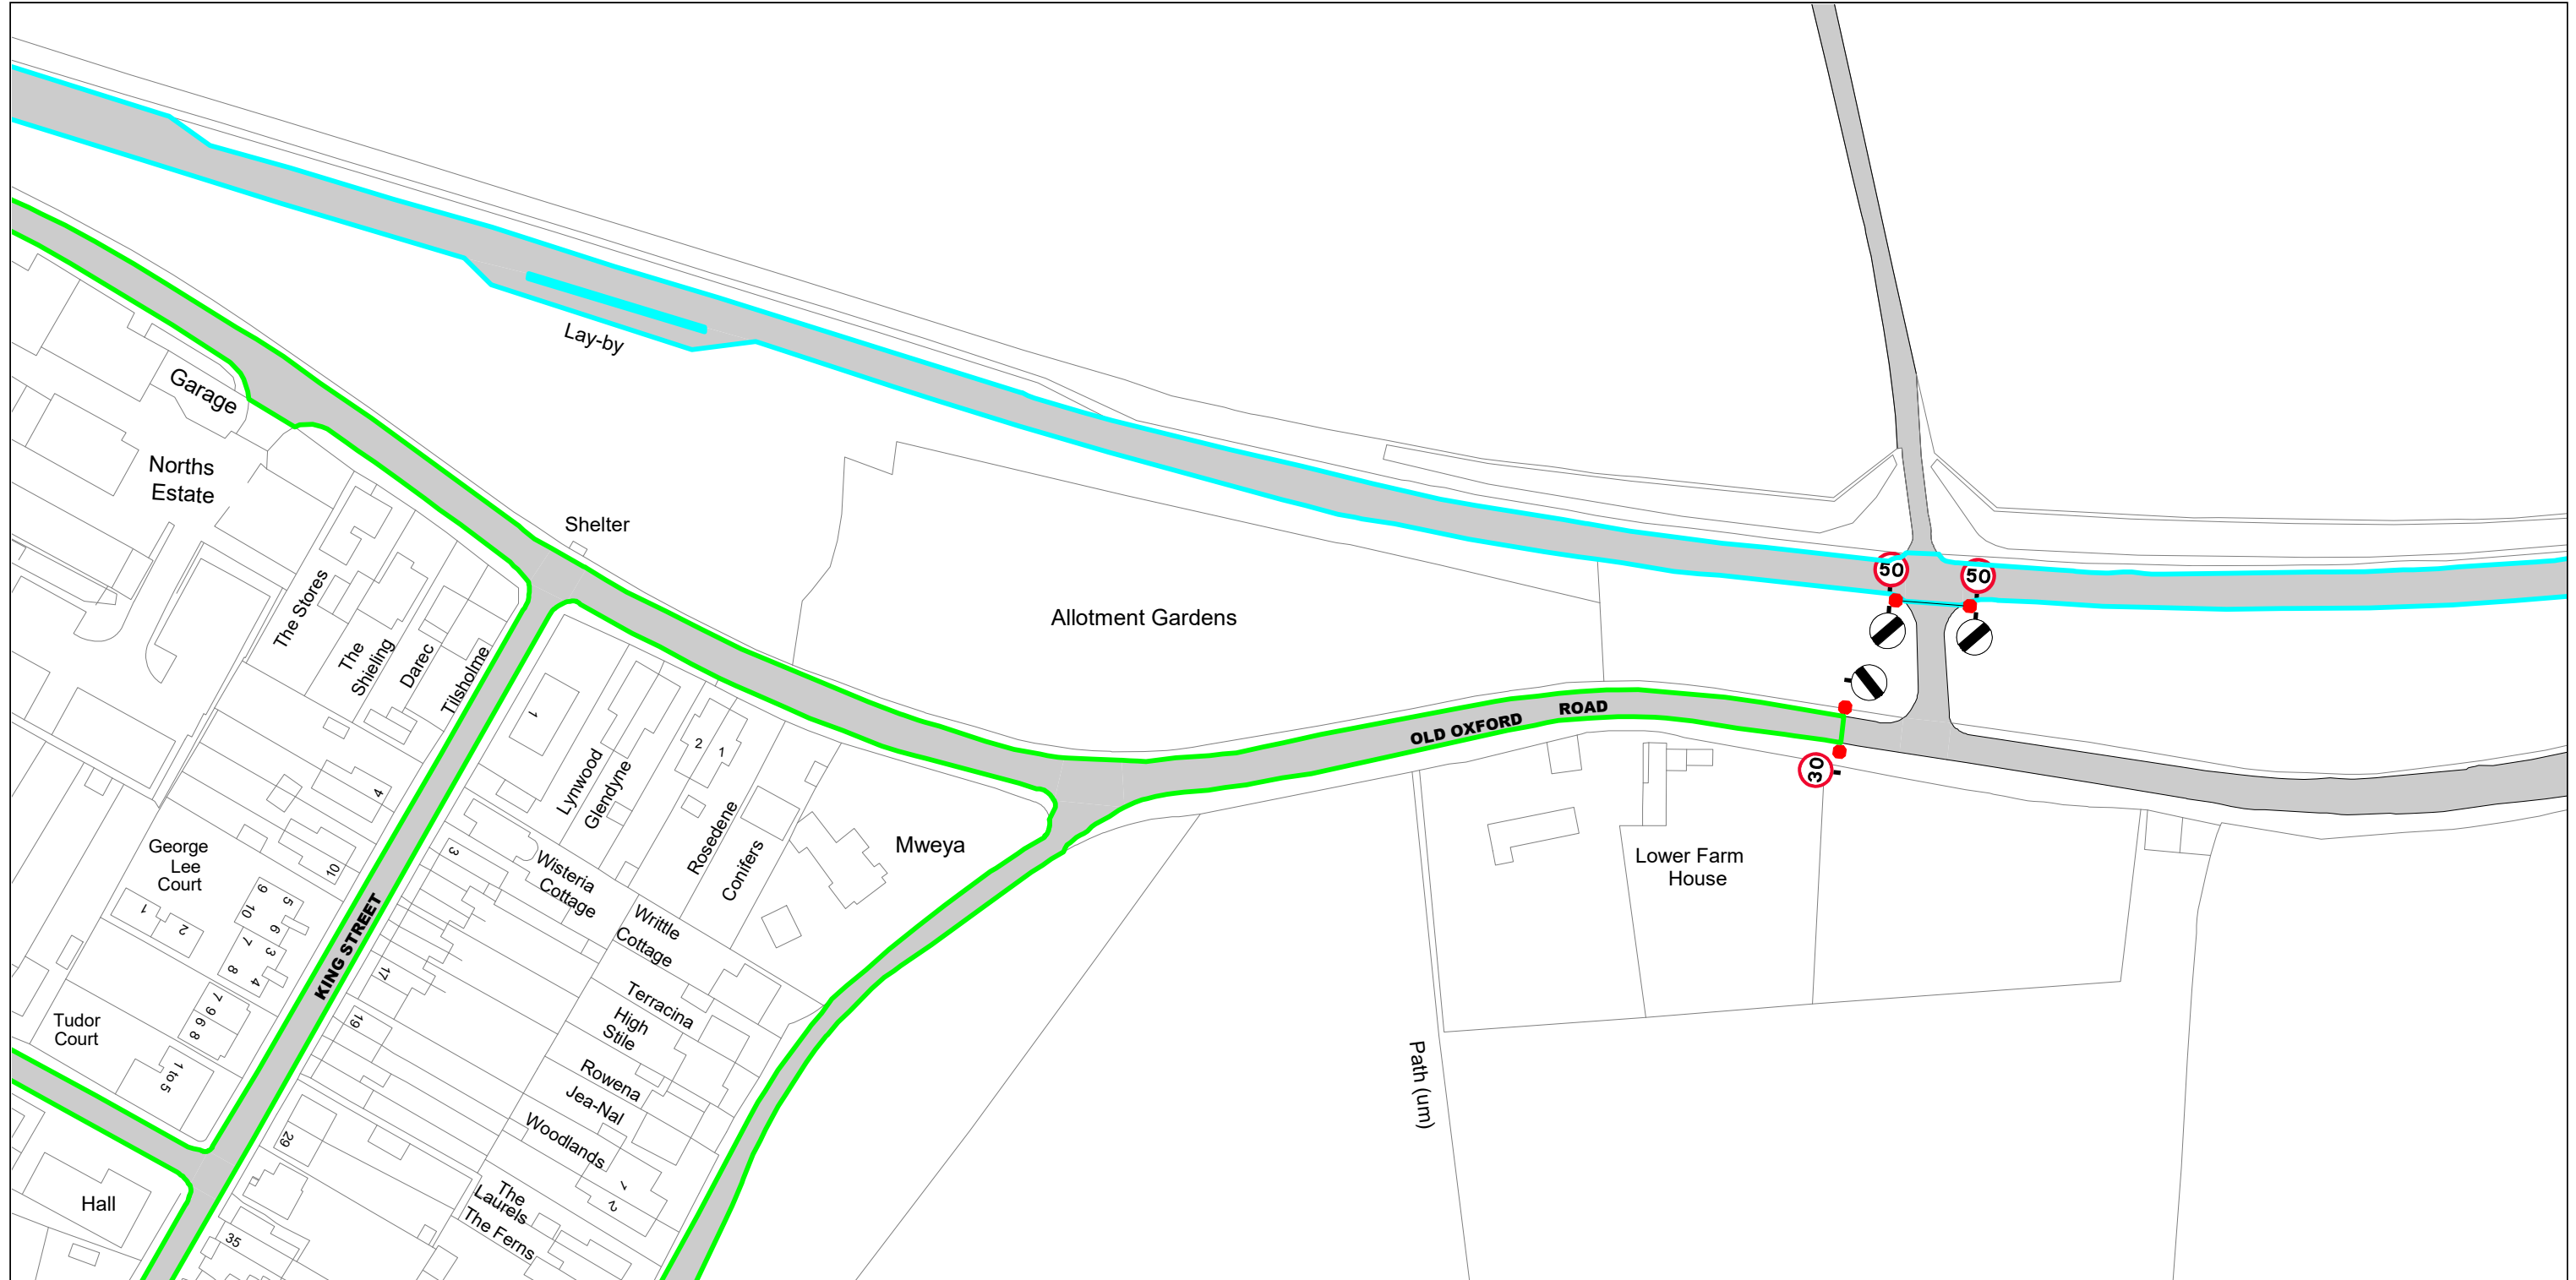 Lay-by
Garage
Norths
Estate
Shelter
50
50
Allotment Gardens
The Stores
The
Shieling
Darec
Tilsholme
1
Lynwood
Glendyne
2
1
Rosedene
Conifers
Mweya
OLD OXFORD ROAD
30
Lower Farm
House
4
10
3
George
Lee
Court
1
2
9
5
10
6
7
3
8
4
7
9
6
8
KING STREET
17
19
Wisteria
Cottage
Writtle
Cottage
Terracina
High
Stile
Rowena
Jea-Nal
Woodlands
1
2
The
Laurels
The Ferns
Tudor
Court
1 to 5
29
Hall
35
Path (um)